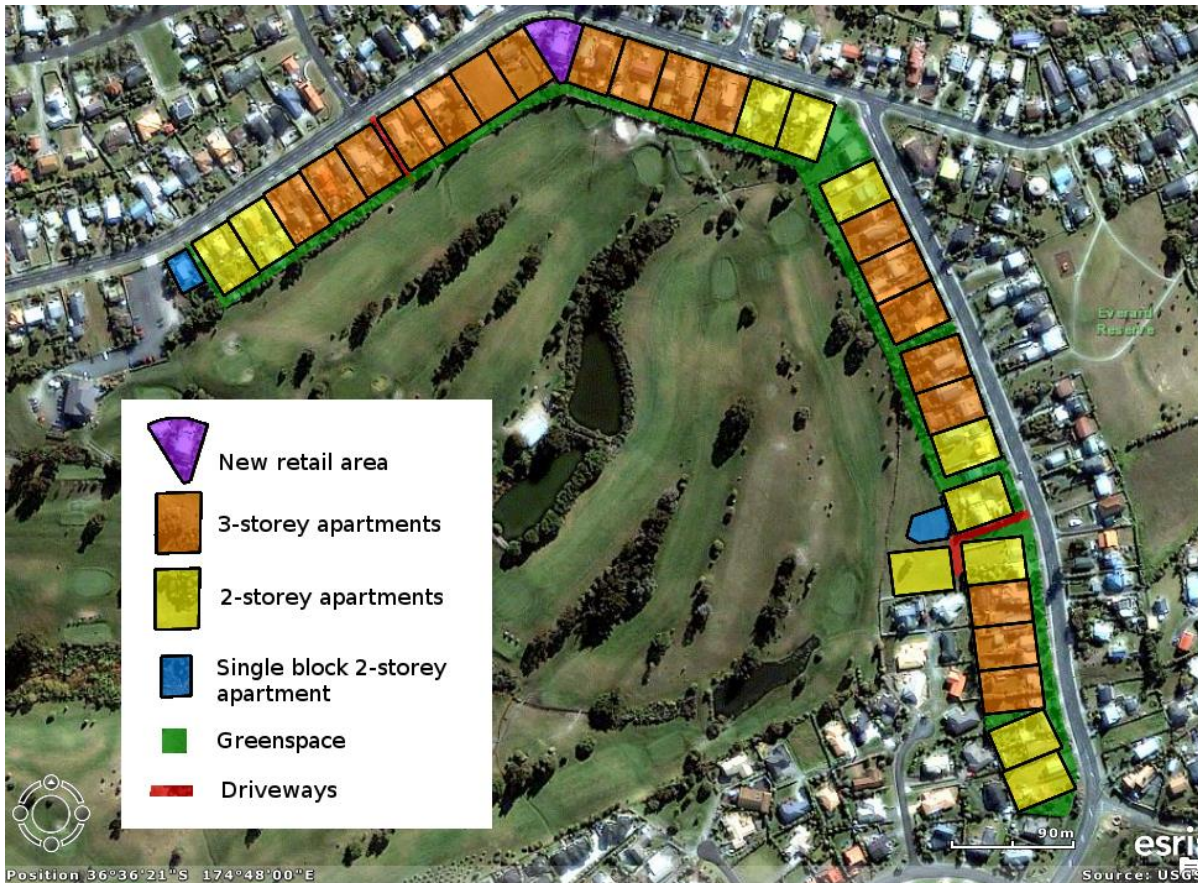 Everard
Reserve
New retail area
3-storey apartments
2-storey apartments
Single block 2-storey
apartment
Greenspace
Driveways
90m
esri
Position 36°36'21"S 174°48'00"E
Source: USGS